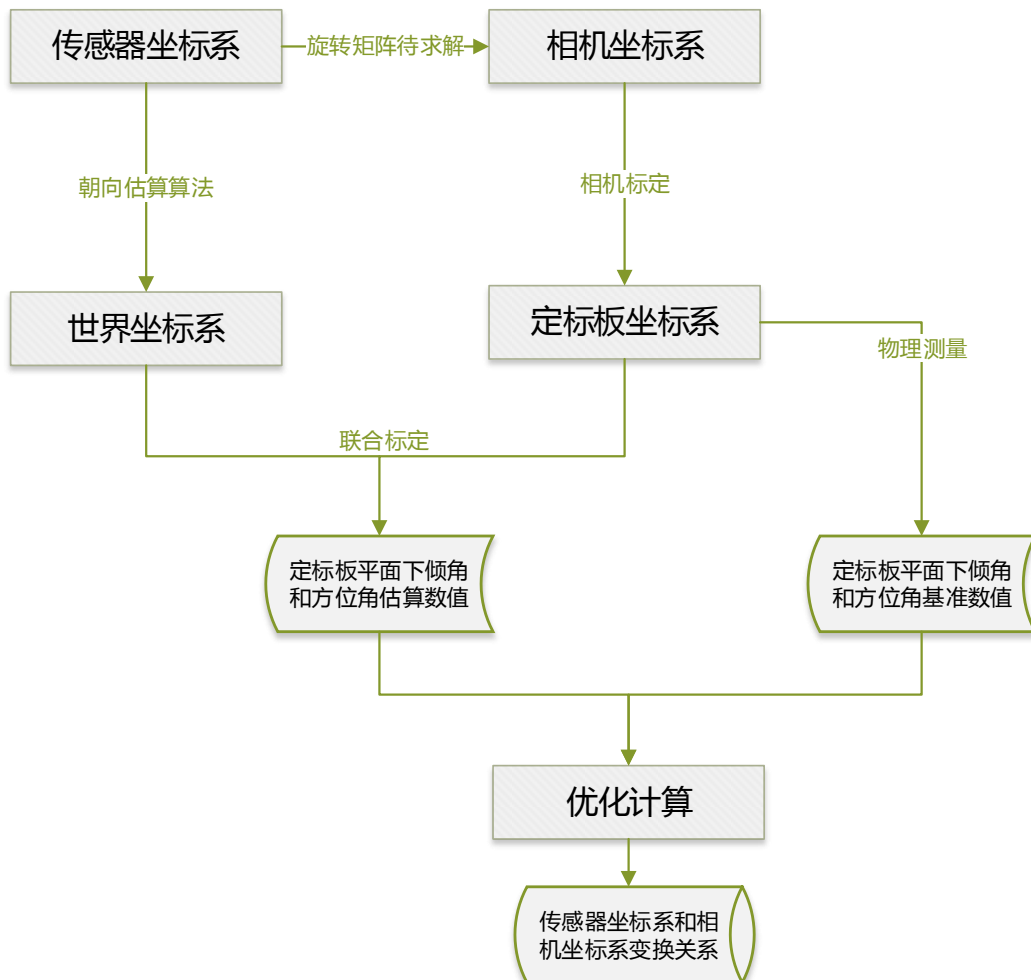 传感器坐标系
旋转矩阵待求解
相机坐标系
朝向估算算法
相机标定
世界坐标系
定标板坐标系
物理测量
联合标定
定标板平面下倾角
和方位角估算数值
定标板平面下倾角
和方位角基准数值
优化计算
传感器坐标系和相
机坐标系变换关系